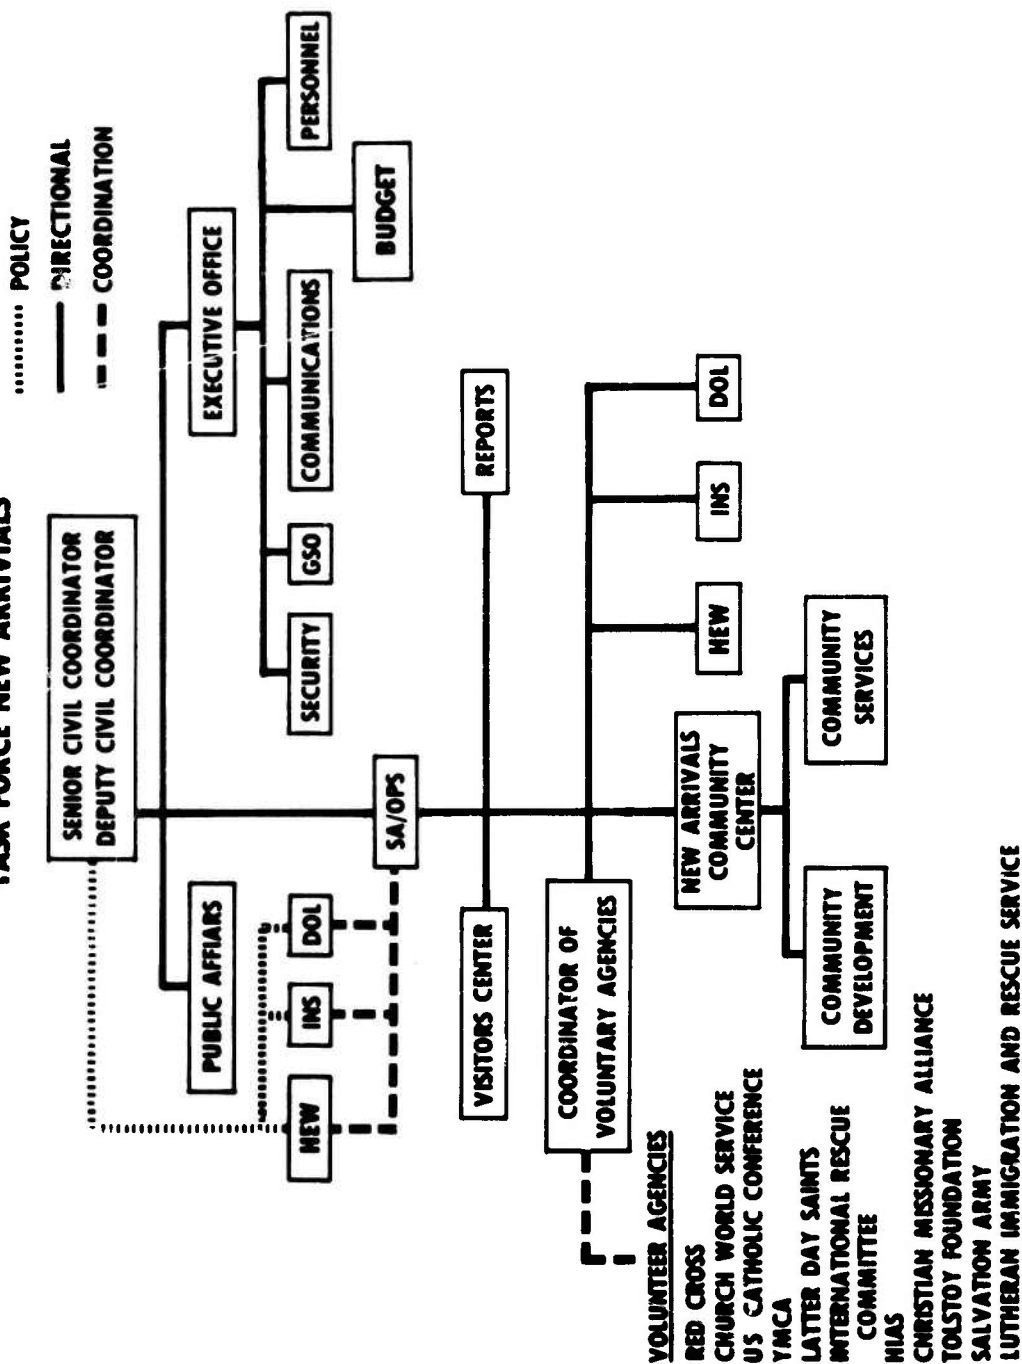 TASK FORCE NEW ARRIVIALS
POLICY
DIRECTIONAL
COORDINATION
SENIOR CIVIL COORDINATOR
DEPUTY CIVIL COORDINATOR
PUBLIC AFFIARS
EXECUTIVE OFFICE
HEW
INS
DOL
SECURITY
GSO
COMMUNICATIONS
PERSONNEL
BUDGET
SA/OPS
VISITORS CENTER
REPORTS
COORDINATOR OF
VOLUNTARY AGENCIES
NEW ARRIVALS
COMMUNITY
CENTER
HEW
INS
DOL
COMMUNITY
DEVELOPMENT
COMMUNITY
SERVICES
VOLUNTEER AGENCIES
RED CROSS
CHURCH WORLD SERVICE
US CATHOLIC CONFERENCE
YMCA
LATTER DAY SAINTS
INTERNATIONAL RESCUE
COMMITTEE
HIAS
CHRISTIAN MISSIONARY ALLIANCE
TOLSTOY FOUNDATION
SALVATION ARMY
LUTHERAN IMMIGRATION AND RESCUE SERVICE